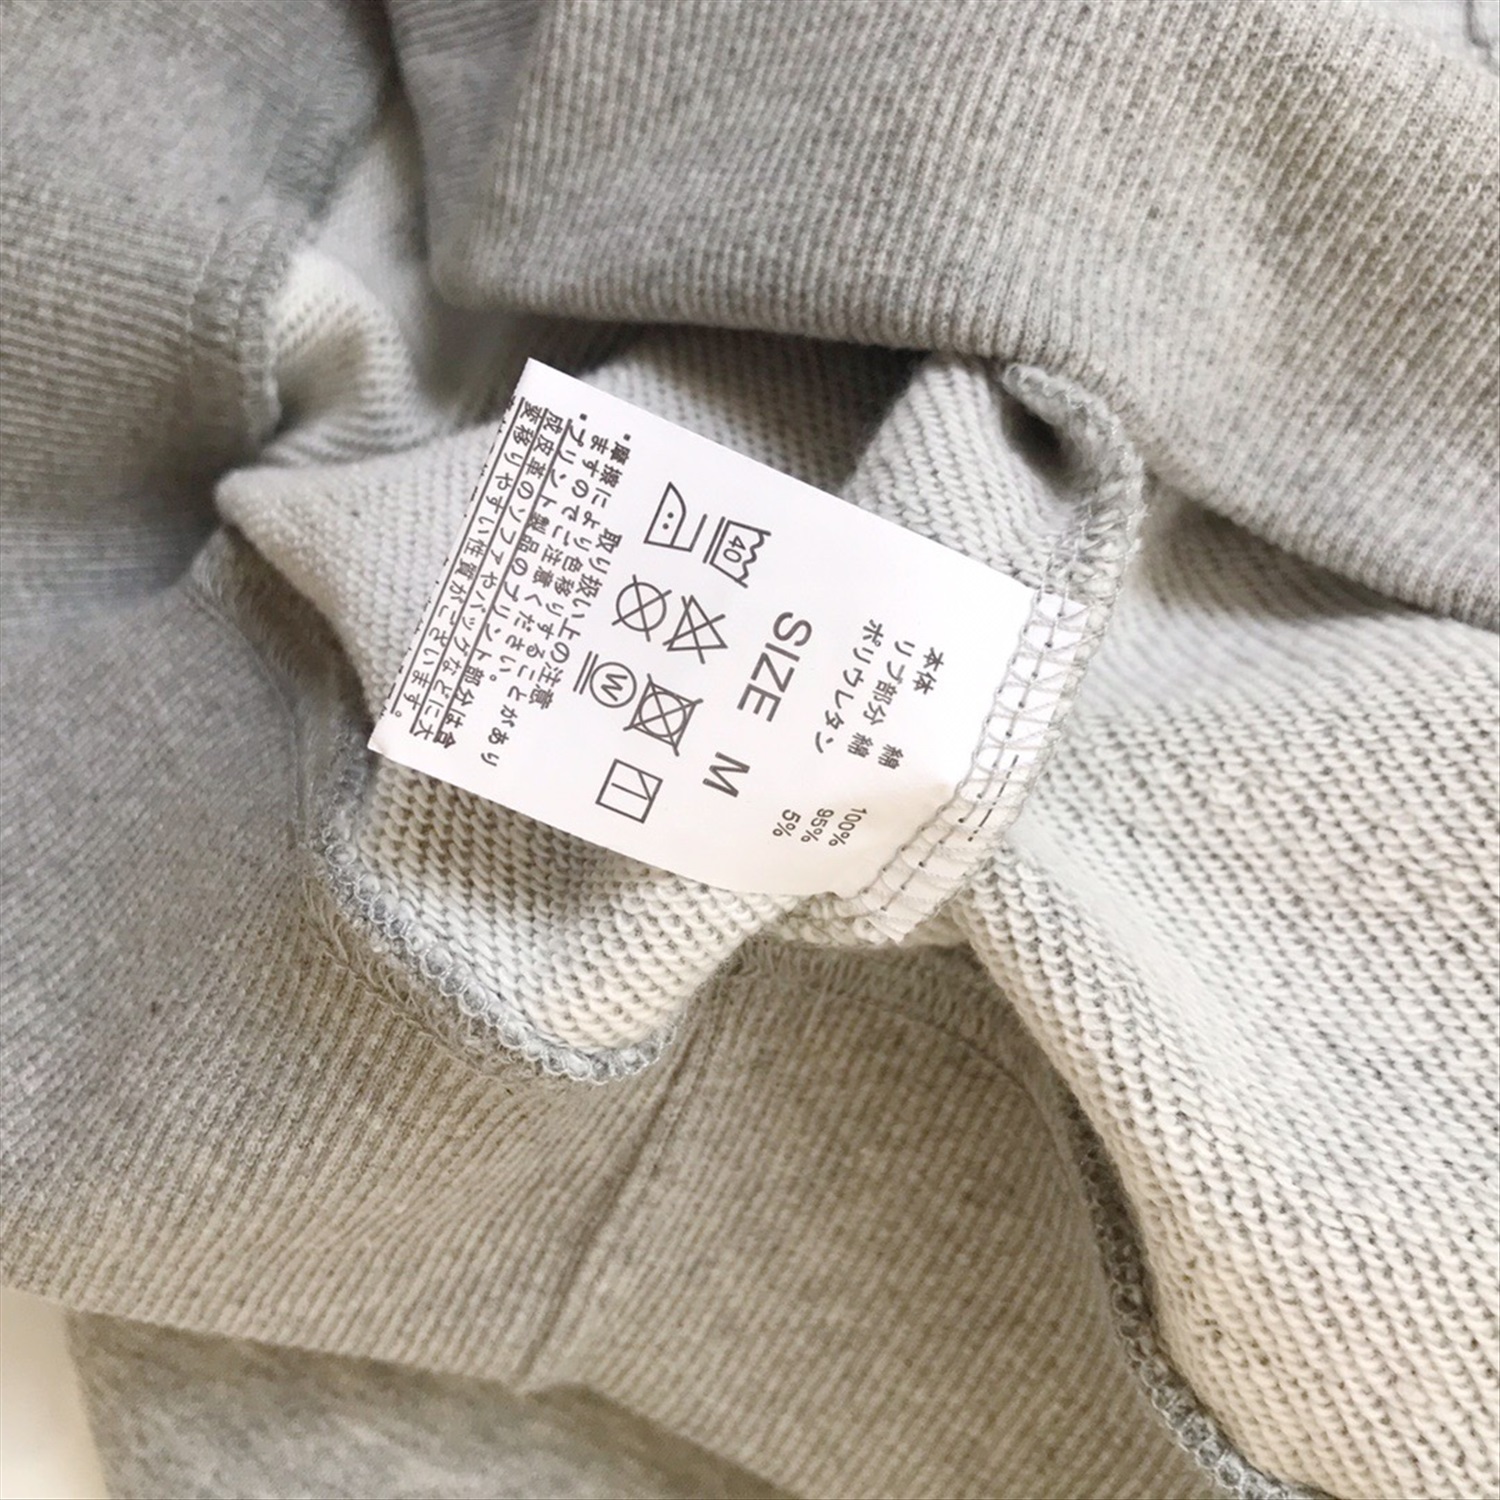 本体 綿 100%
リブ部分 綿 95%
ポリウレタン 5%
SIZE M
40
W
取り扱い上の注意
・摩擦により色移りすることがあり
ますのでご注意ください。
・プリント製品のプリント部分は合
成皮革のソファやバッグなどに大
変移りやすい性質がございます。